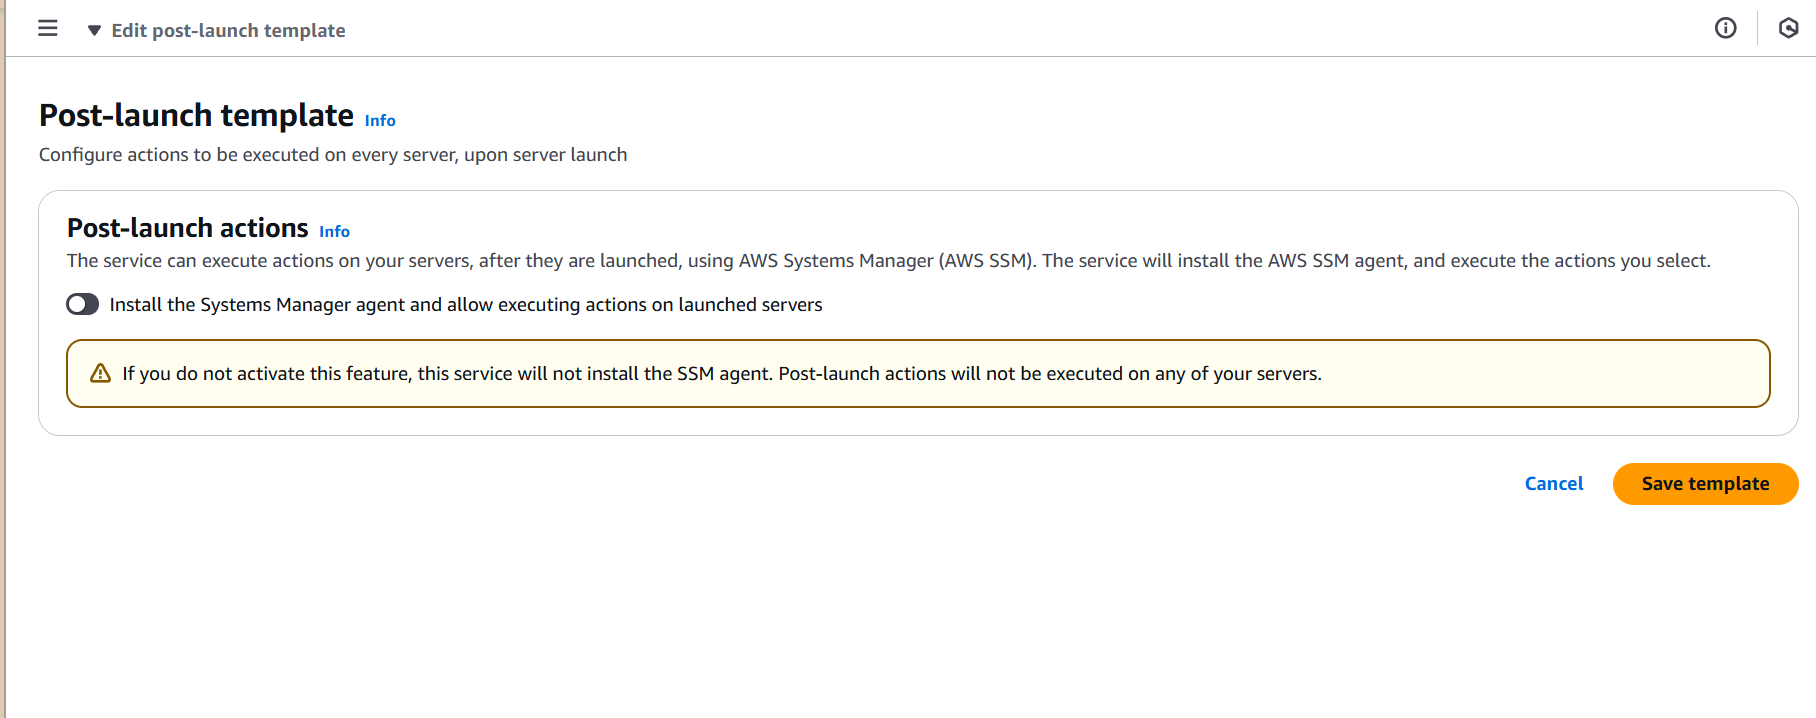 Edit post-launch template
Post-launch template Info
Configure actions to be executed on every server, upon server launch
Post-launch actions Info
The service can execute actions on your servers, after they are launched, using AWS Systems Manager (AWS SSM). The service will install the AWS SSM agent, and execute the actions you select.
Install the Systems Manager agent and allow executing actions on launched servers
If you do not activate this feature, this service will not install the SSM agent. Post-launch actions will not be executed on any of your servers.
Cancel Save template